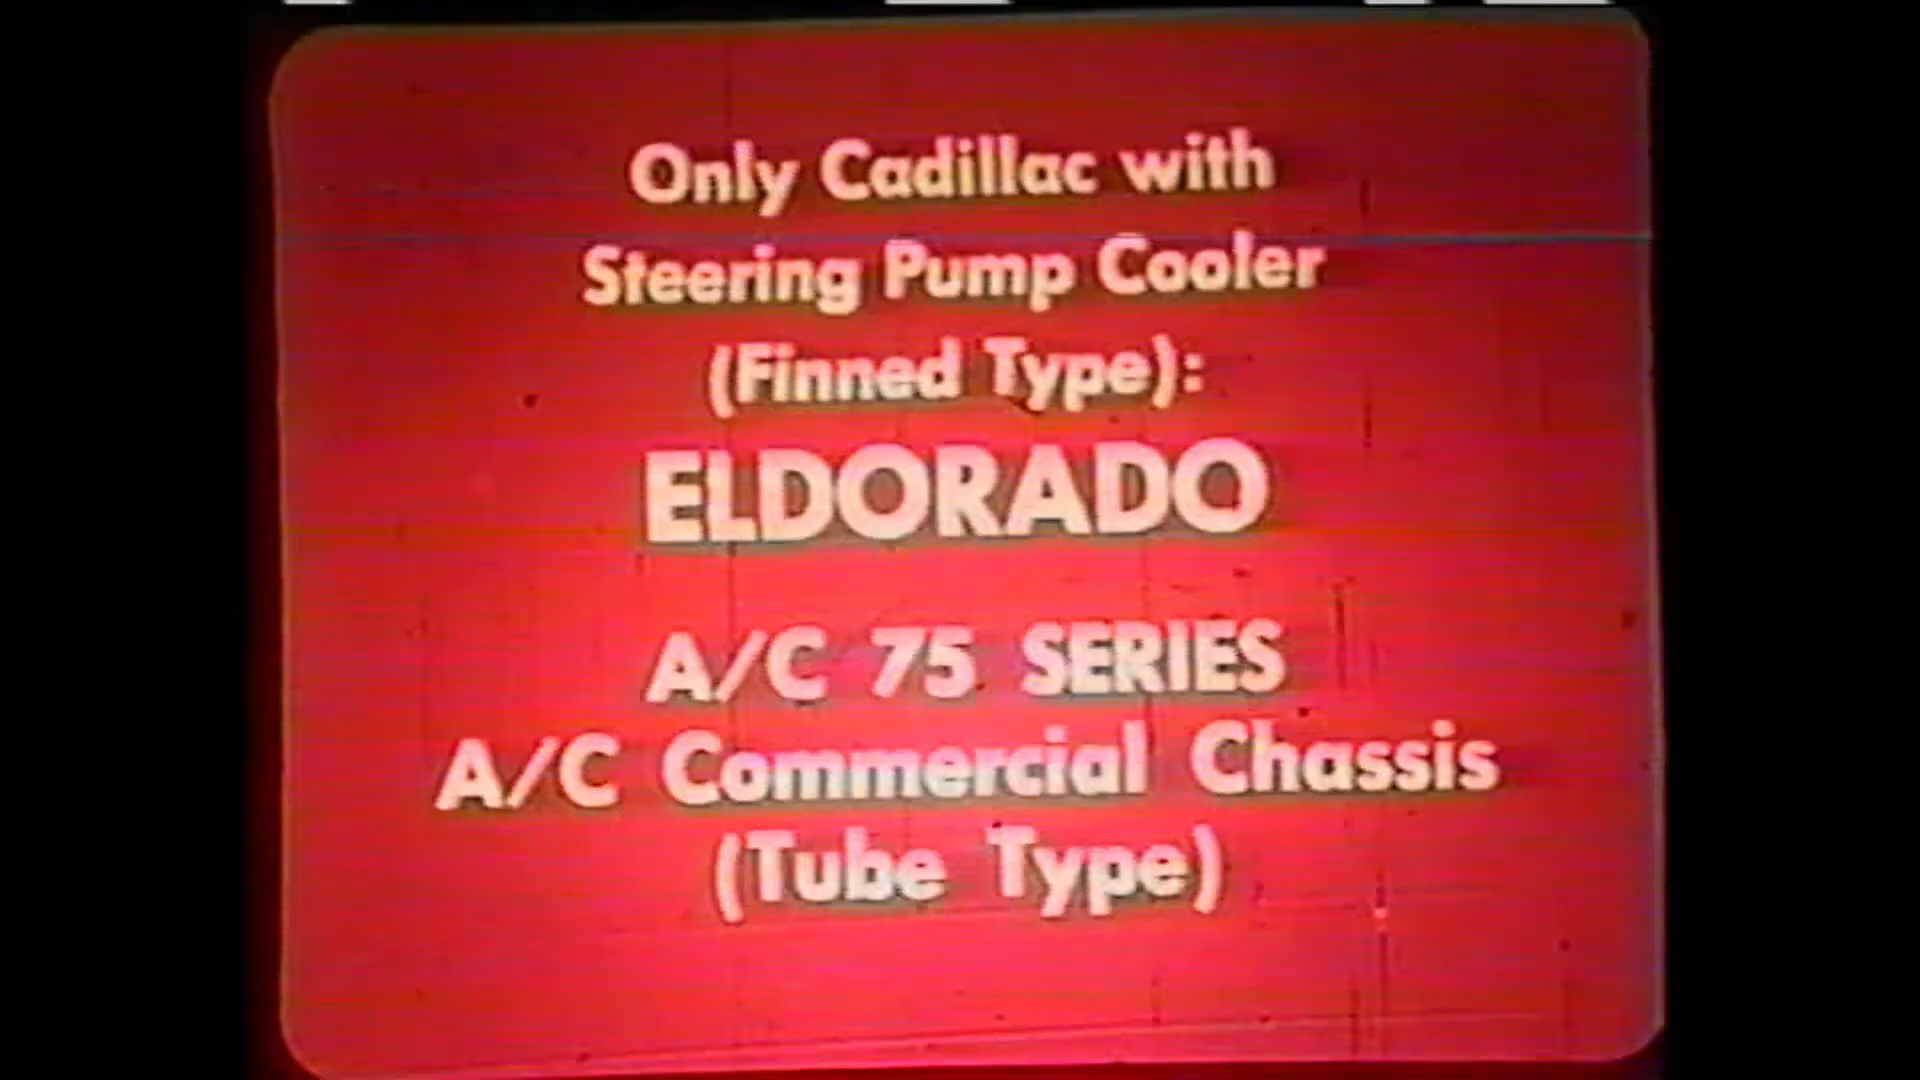 Only Cadillac with
Steering Pump Cooler
(Finned Type):
ELDORADO
A/C 75 SERIES
A/C Commercial Chassis
(Tube Type)